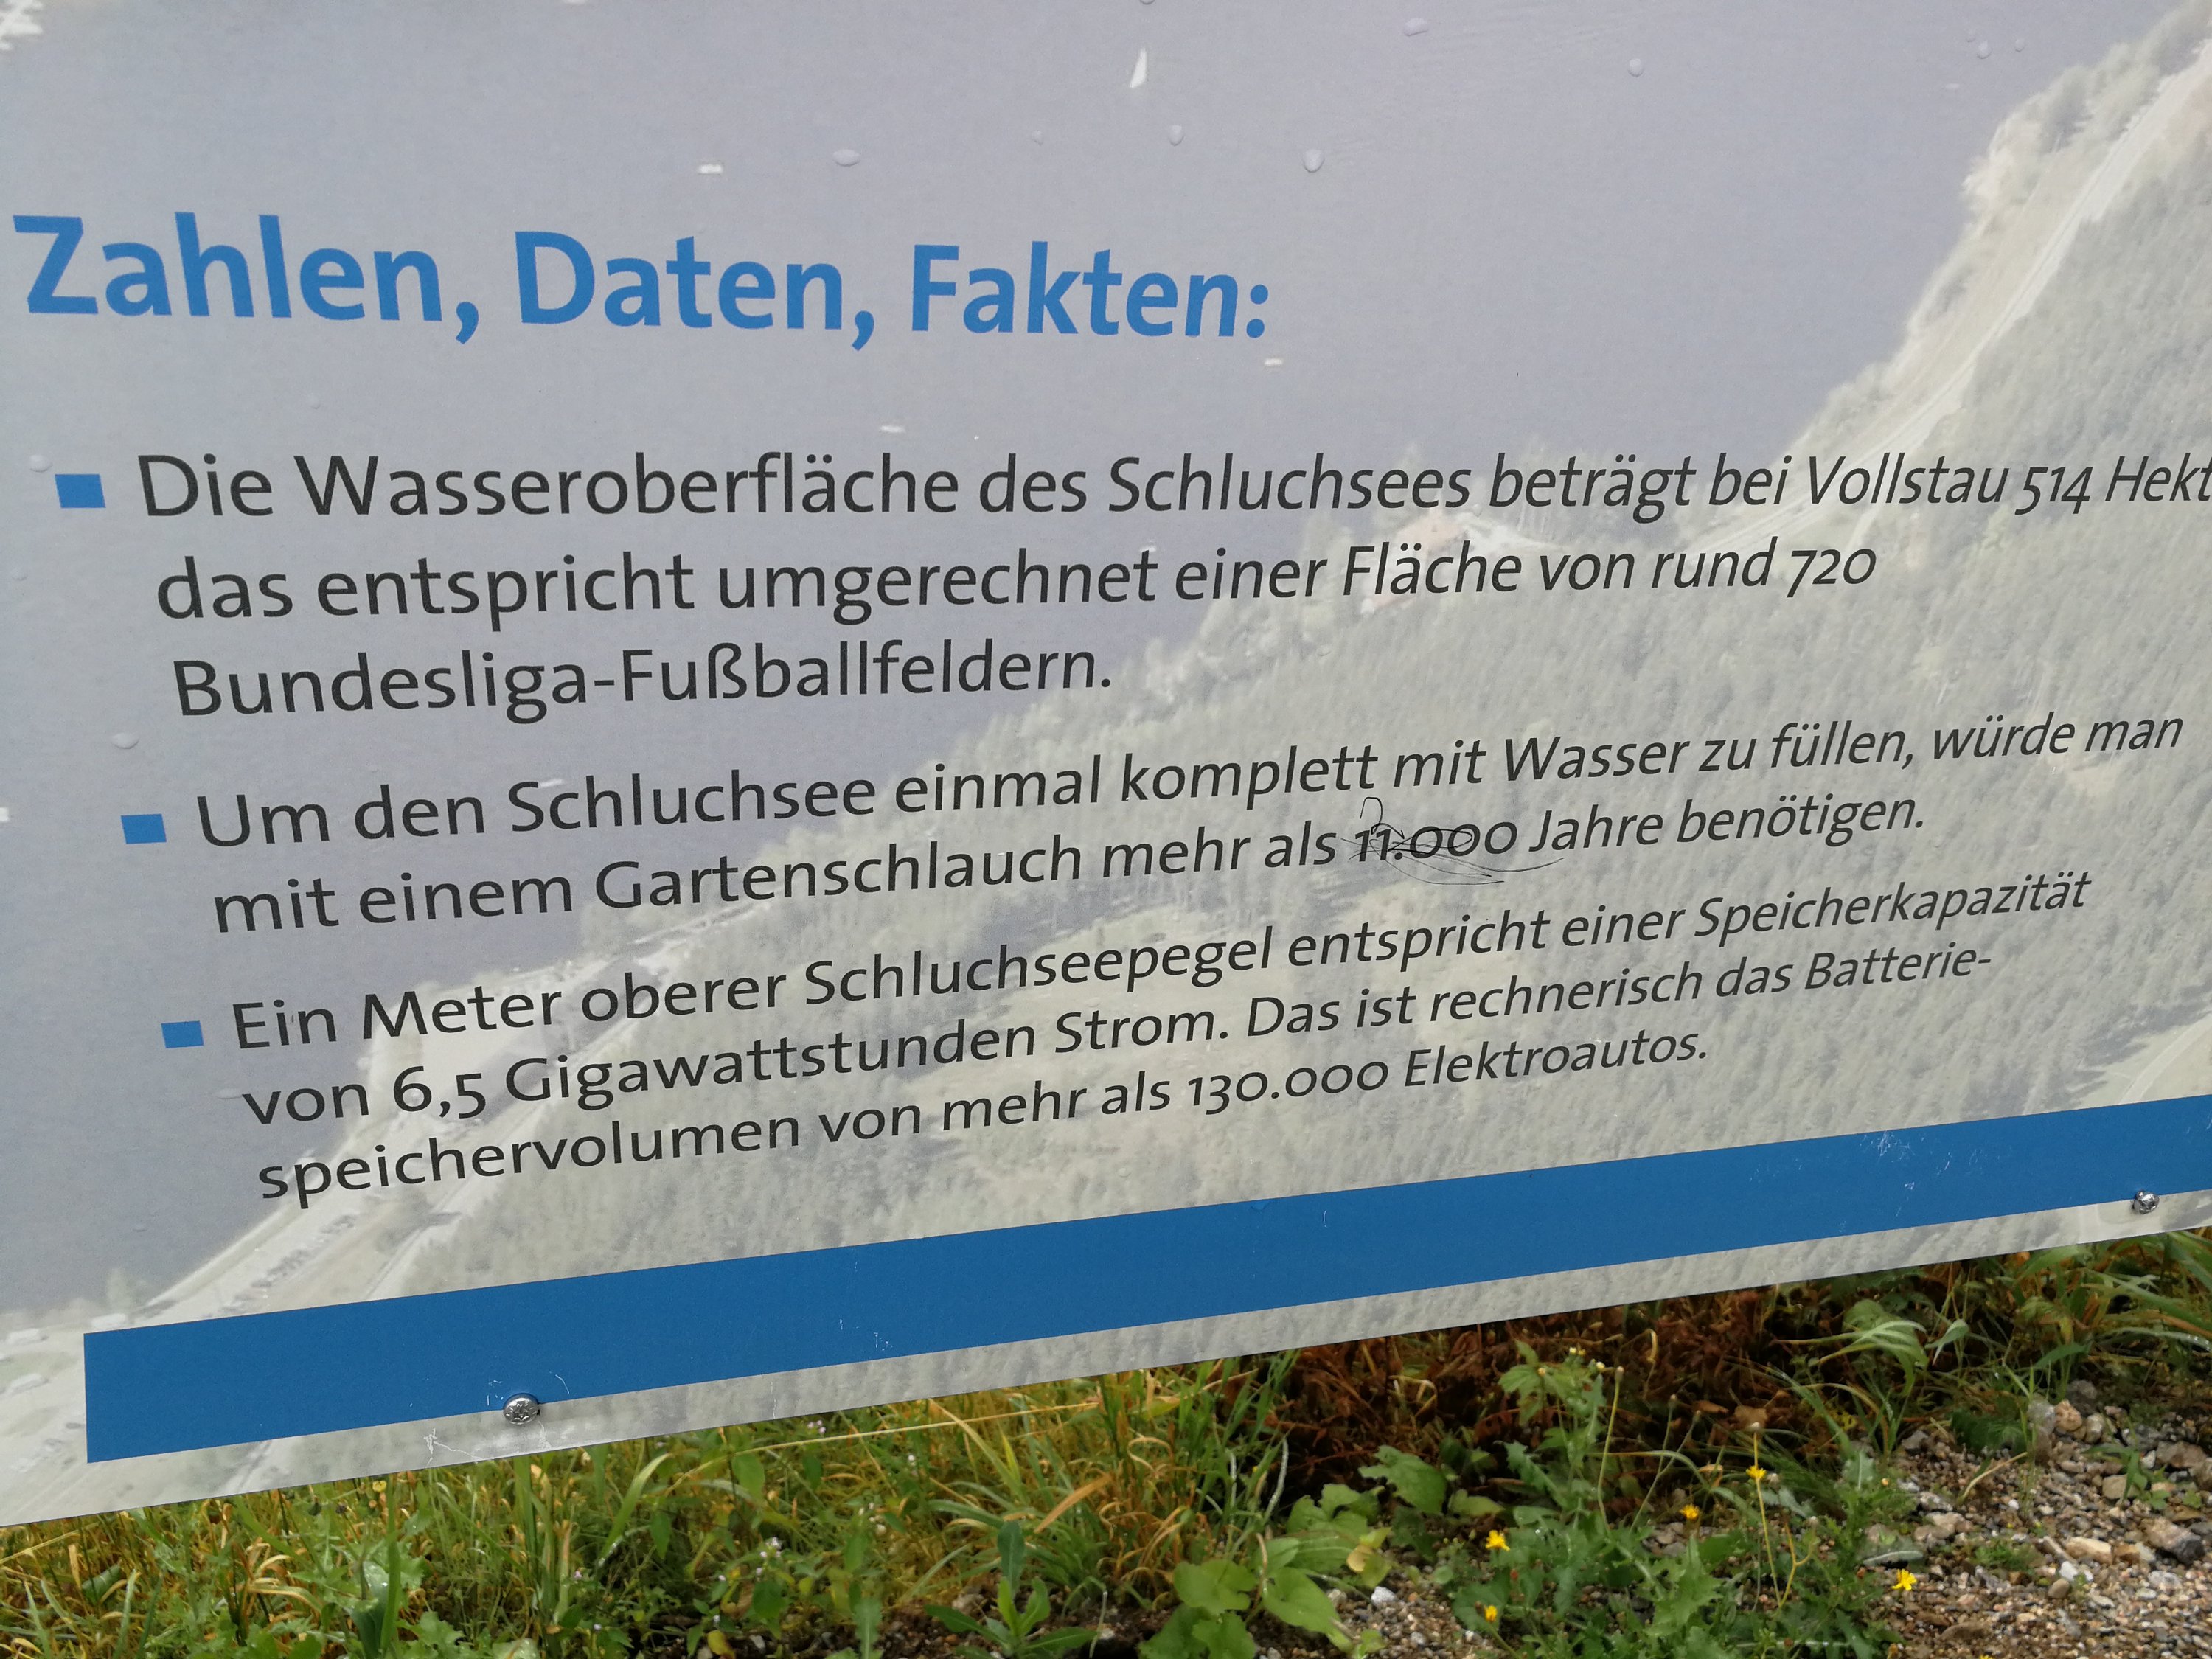 Zahlen, Daten, Fakten:
Die Wasseroberfläche des Schluchsees beträgt bei Vollstau 514 Hekt
das entspricht umgerechnet einer Fläche von rund 720
Bundesliga-Fußballfeldern.
Um den Schluchsee einmal komplett mit Wasser zu füllen, würde man
mit einem Gartenschlauch mehr als 11.000 Jahre benötigen.
Ein Meter oberer Schluchseepegel entspricht einer Speicherkapazität
von 6,5 Gigawattstunden Strom. Das ist rechnerisch das Batterie-
speichervolumen von mehr als 130.000 Elektroautos.